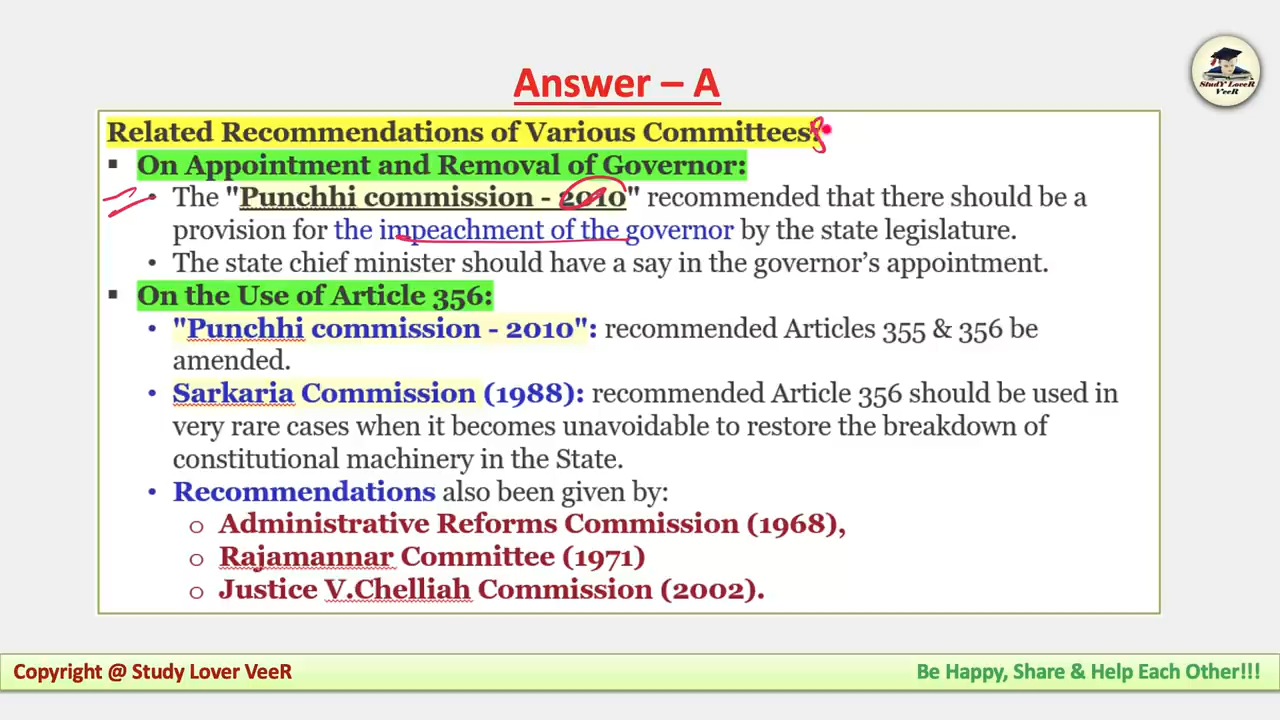 Answer – A
StudY LoveR
VeeR
Related Recommendations of Various Committees:
▪ On Appointment and Removal of Governor:
• The "Punchhi commission - 2010" recommended that there should be a
provision for the impeachment of the governor by the state legislature.
• The state chief minister should have a say in the governor's appointment.
▪ On the Use of Article 356:
• "Punchhi commission - 2010": recommended Articles 355 & 356 be
amended.
• Sarkaria Commission (1988): recommended Article 356 should be used in
very rare cases when it becomes unavoidable to restore the breakdown of
constitutional machinery in the State.
• Recommendations also been given by:
o Administrative Reforms Commission (1968),
o Rajamannar Committee (1971)
o Justice V.Chelliah Commission (2002).
Copyright @ Study Lover VeeR
Be Happy, Share & Help Each Other!!!